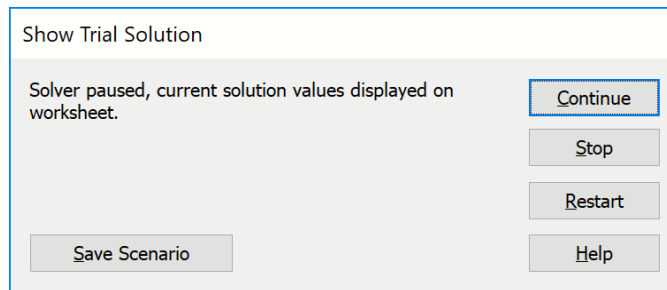 Show Trial Solution
Solver paused, current solution values displayed on
worksheet.
Continue
Stop
Restart
Save Scenario
Help